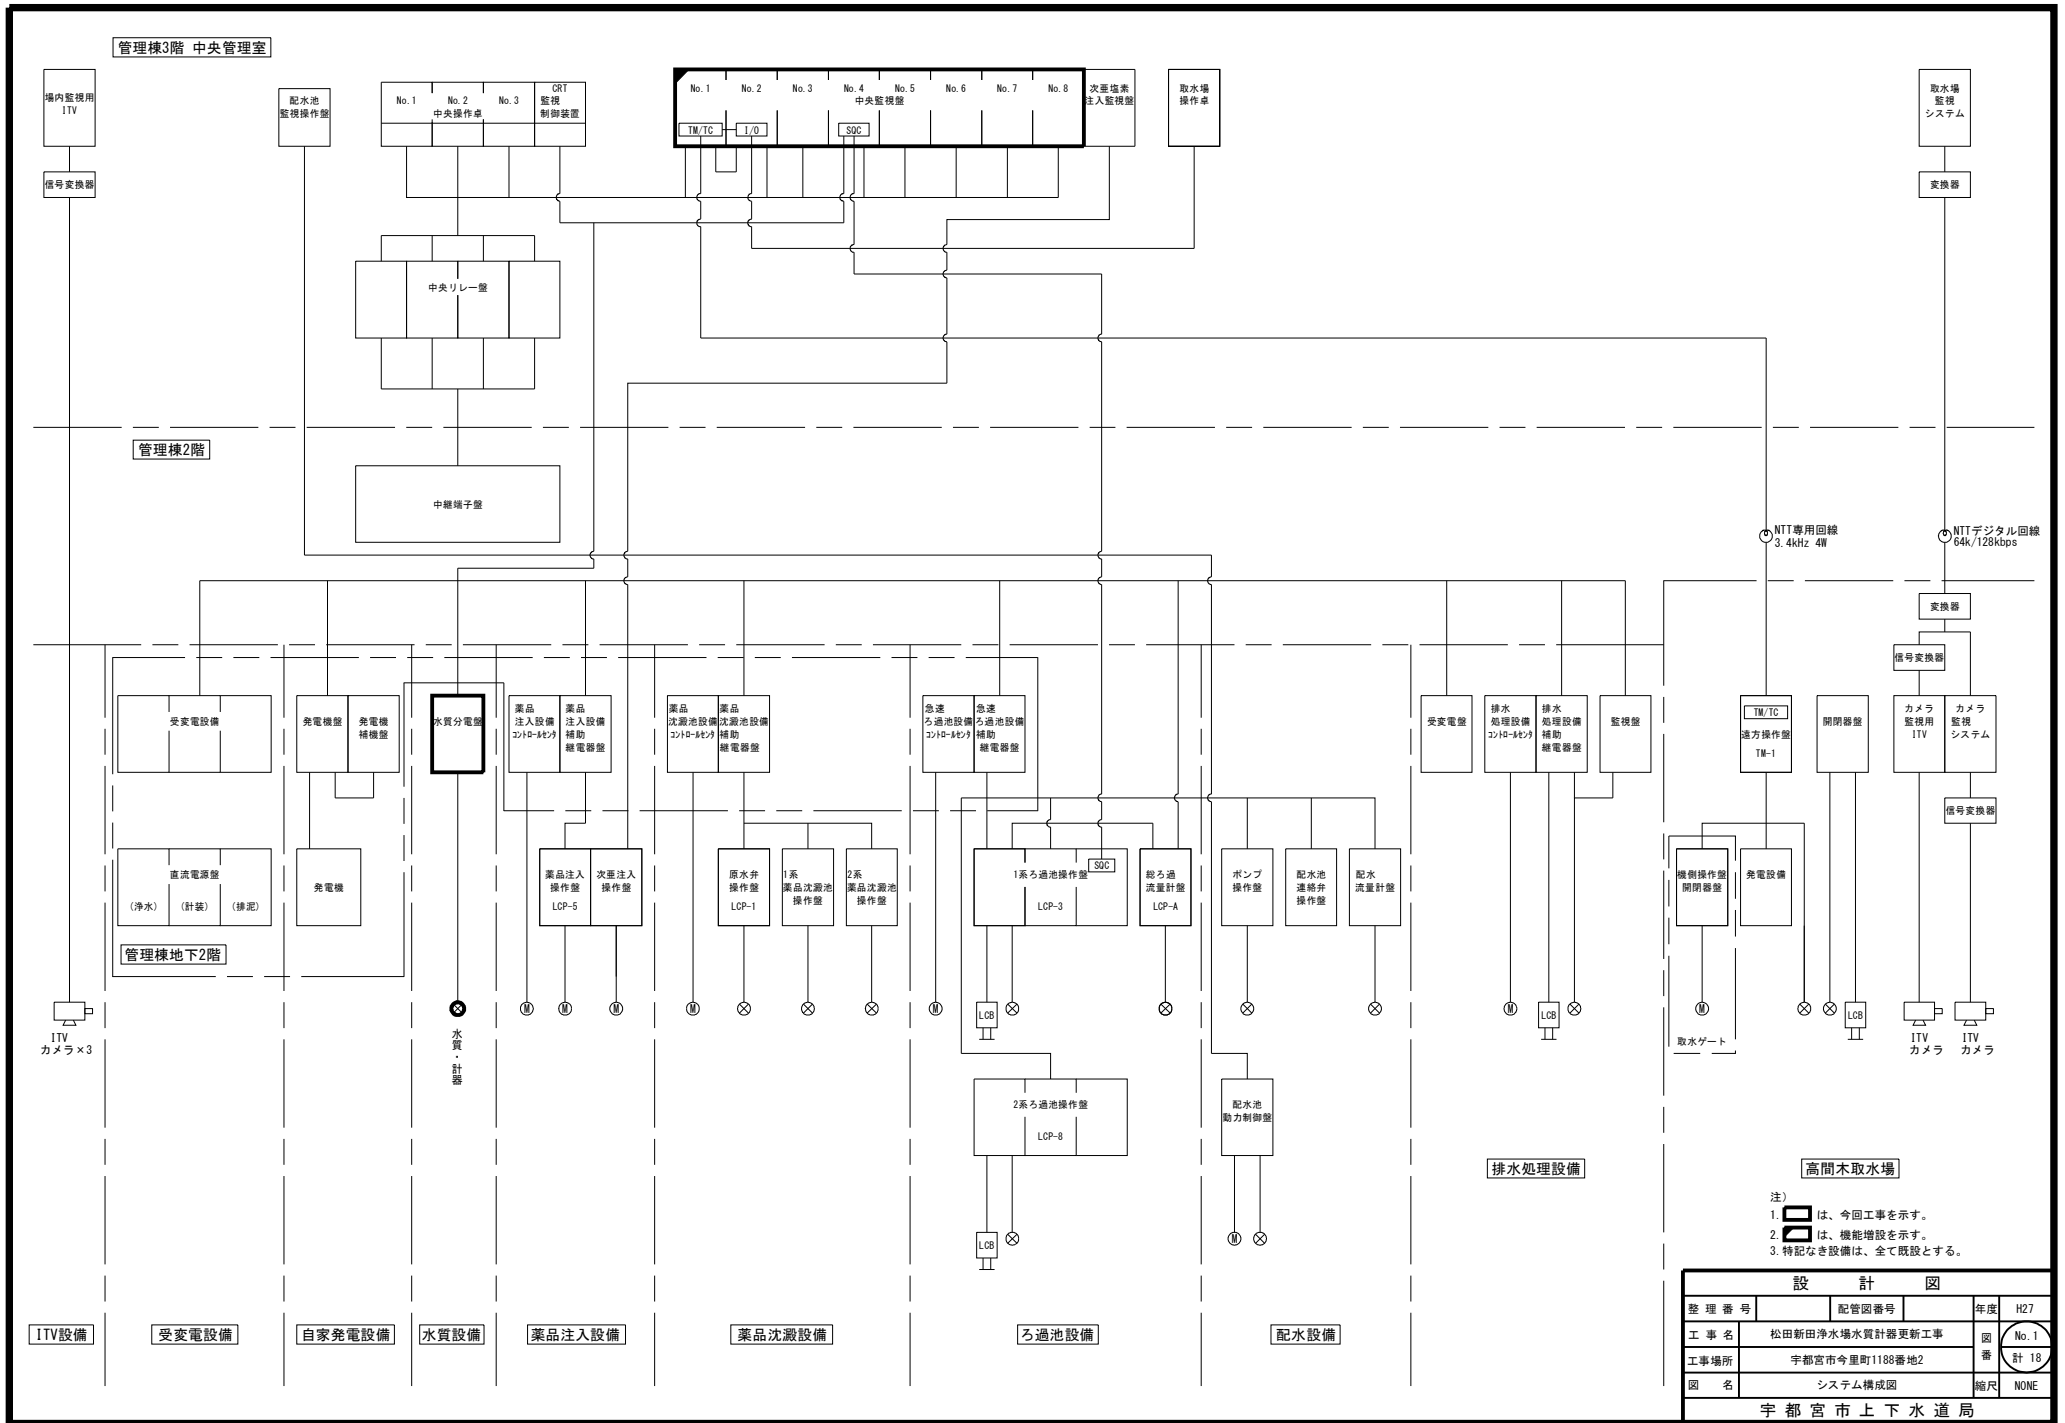 管理棟3階 中央管理室
場内監視用
ITV
信号変換器
配水池
監視操作盤
No.1
No.2
No.3
中央操作卓
CRT
監視
制御装置
No.1
No.2
No.3
No.4
No.5
No.6
No.7
No.8
中央監視盤
TM/TC
I/O
SQC
次亜塩素
注入監視盤
取水場
操作卓
取水場
監視
システム
変換器
中央リレー盤
管理棟2階
中継端子盤
NTT専用回線
3.4kHz 4W
NTTデジタル回線
64k/128kbps
変換器
信号変換器
受変電設備
発電機盤
発電機
補機盤
水質分電盤
薬品
注入設備
コントロールセンタ
薬品
注入設備
補助
継電器盤
薬品
沈澱池設備
コントロールセンタ
薬品
沈澱池設備
補助
継電器盤
急速
ろ過池設備
コントロールセンタ
急速
ろ過池設備
補助
継電器盤
受変電盤
排水
処理設備
コントロールセンタ
排水
処理設備
補助
継電器盤
監視盤
TM/TC
遠方操作盤
TM-1
開閉器盤
カメラ
監視用
ITV
カメラ
監視
システム
信号変換器
直流電源盤
(浄水)
(計装)
(排泥)
発電機
薬品注入
操作盤
LCP-5
次亜注入
操作盤
原水弁
操作盤
LCP-1
1系
薬品沈澱池
操作盤
2系
薬品沈澱池
操作盤
1系ろ過池操作盤
LCP-3
SQC
総ろ過
流量計盤
LCP-A
ポンプ
操作盤
配水池
連絡弁
操作盤
配水
流量計盤
機側操作盤
開閉器盤
発電設備
管理棟地下2階
ITV
カメラ×3
水質・計器
M
M
M
M
M
LCB
M
LCB
M
取水ゲート
LCB
ITV
カメラ
ITV
カメラ
2系ろ過池操作盤
LCP-8
配水池
動力制御盤
LCB
M
排水処理設備
高間木取水場
注)
1. は、今回工事を示す。
2. は、機能増設を示す。
3.特記なき設備は、全て既設とする。
ITV設備
受変電設備
自家発電設備
水質設備
薬品注入設備
薬品沈澱設備
ろ過池設備
配水設備
設 計 図
整理番号
配管図番号
年度 H27
工事名 松田新田浄水場水質計器更新工事
図番
No.1
計 18
工事場所 宇都宮市今里町1188番地2
図 名 システム構成図
縮尺 NONE
宇都宮市上下水道局